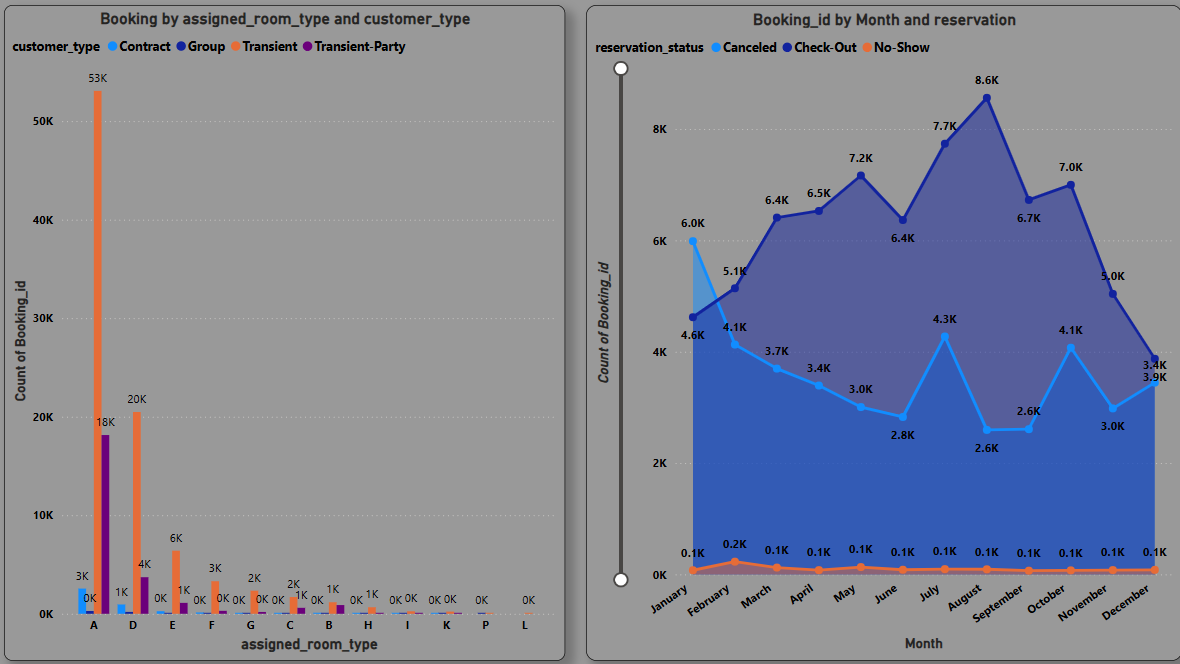 Booking by assigned_room_type and customer_type
customer_type Contract Group Transient Transient-Party
53K
50K
40K
30K
20K
10K
0K
Count of Booking_id
3K 0K 18K
1K 20K 4K
0K 6K 1K
0K 3K
0K 2K 0K
0K 2K 1K
0K 1K
0K 1K
0K 0K
0K 0K
0K
0K
A D E F G C B H I K P L
assigned_room_type
Booking_id by Month and reservation
reservation_status Canceled Check-Out No-Show
8K
6K
4K
2K
0K
Count of Booking_id
4.6K 5.1K 6.4K 6.5K 7.2K 6.4K 7.7K 8.6K 6.7K 7.0K 5.0K 3.9K
6.0K 4.1K 3.7K 3.4K 3.0K 2.8K 4.3K 2.6K 2.6K 4.1K 3.0K 3.4K
0.1K 0.2K 0.1K 0.1K 0.1K 0.1K 0.1K 0.1K 0.1K 0.1K 0.1K 0.1K
January February March April May June July August September October November December
Month